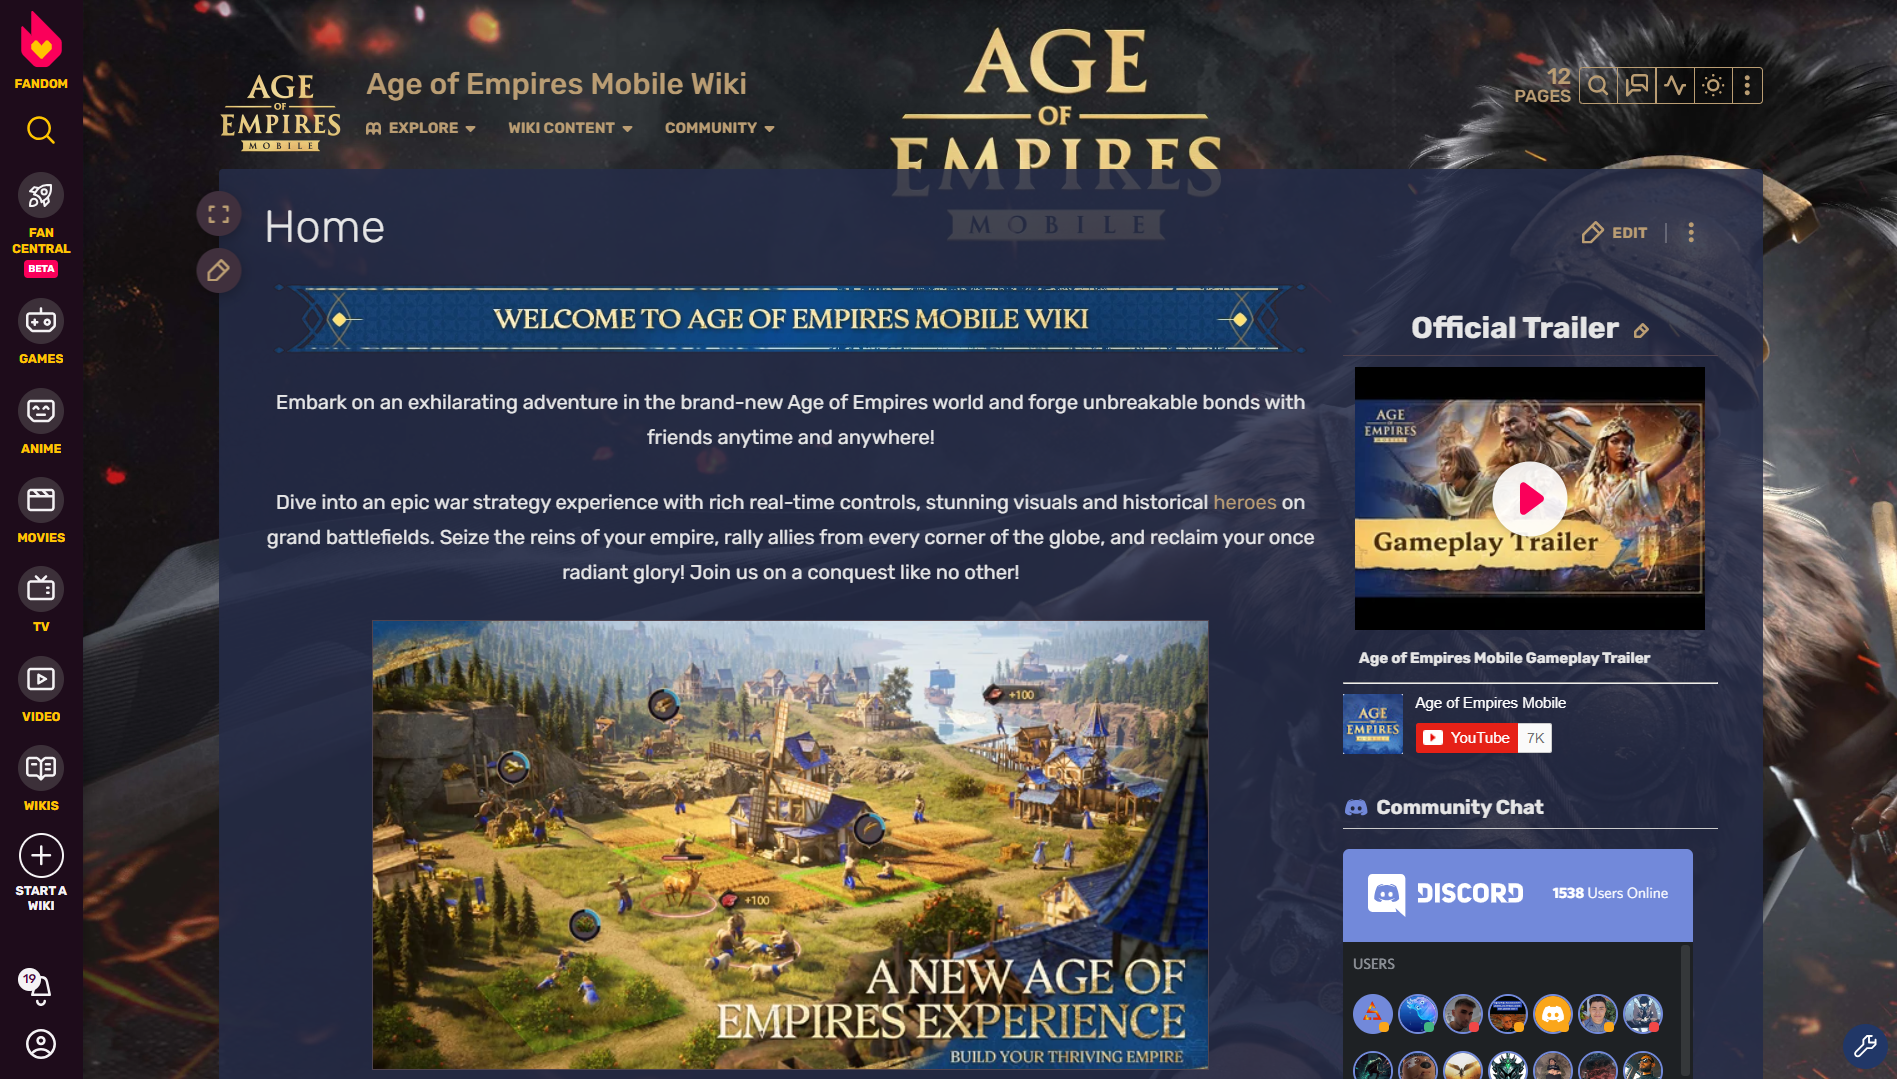 FANDOM
FAN
CENTRAL
BETA
GAMES
ANIME
MOVIES
TV
VIDEO
WIKIS
START A
WIKI
19
AGE
OF
EMPIRES
MOBILE
Age of Empires Mobile Wiki
EXPLORE
WIKI CONTENT
COMMUNITY
AGE
OF
EMPIRES
MOBILE
12
PAGES
Home
EDIT
WELCOME TO AGE OF EMPIRES MOBILE WIKI
Embark on an exhilarating adventure in the brand-new Age of Empires world and forge unbreakable bonds with
friends anytime and anywhere!
Dive into an epic war strategy experience with rich real-time controls, stunning visuals and historical heroes on
grand battlefields. Seize the reins of your empire, rally allies from every corner of the globe, and reclaim your once
radiant glory! Join us on a conquest like no other!
+100
+100
A NEW AGE OF
EMPIRES EXPERIENCE
BUILD YOUR THRIVING EMPIRE
Official Trailer
AGE
OF
EMPIRES
MOBILE
Gameplay Trailer
Age of Empires Mobile Gameplay Trailer
AGE
OF
EMPIRES
MOBILE
Age of Empires Mobile
YouTube 7K
Community Chat
DISCORD
1538 Users Online
USERS